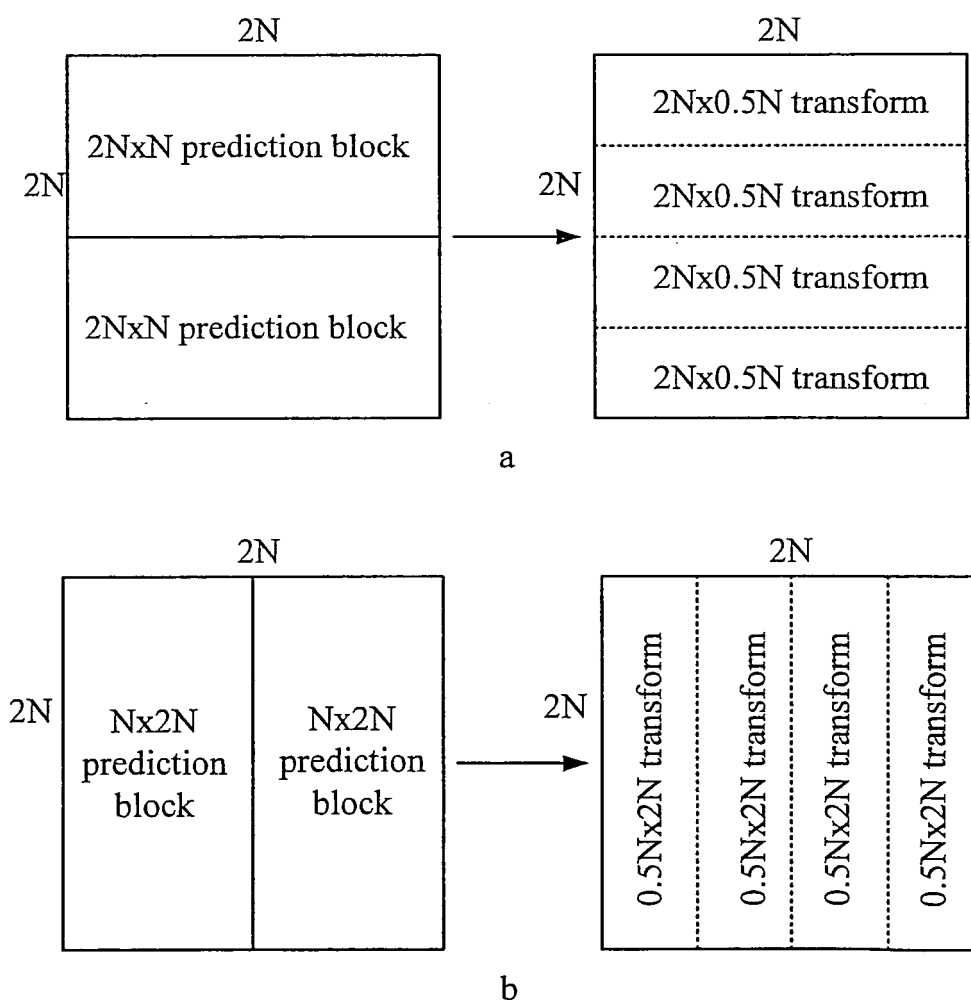 2N
2N
2NxN prediction block
2N
2NxN prediction block
2N
2Nx0.5N transform
2Nx0.5N transform
2Nx0.5N transform
2Nx0.5N transform
a
2N
2N
Nx2N
prediction
block
Nx2N
prediction
block
2N
2N
0.5Nx2N transform
0.5Nx2N transform
0.5Nx2N transform
0.5Nx2N transform
b